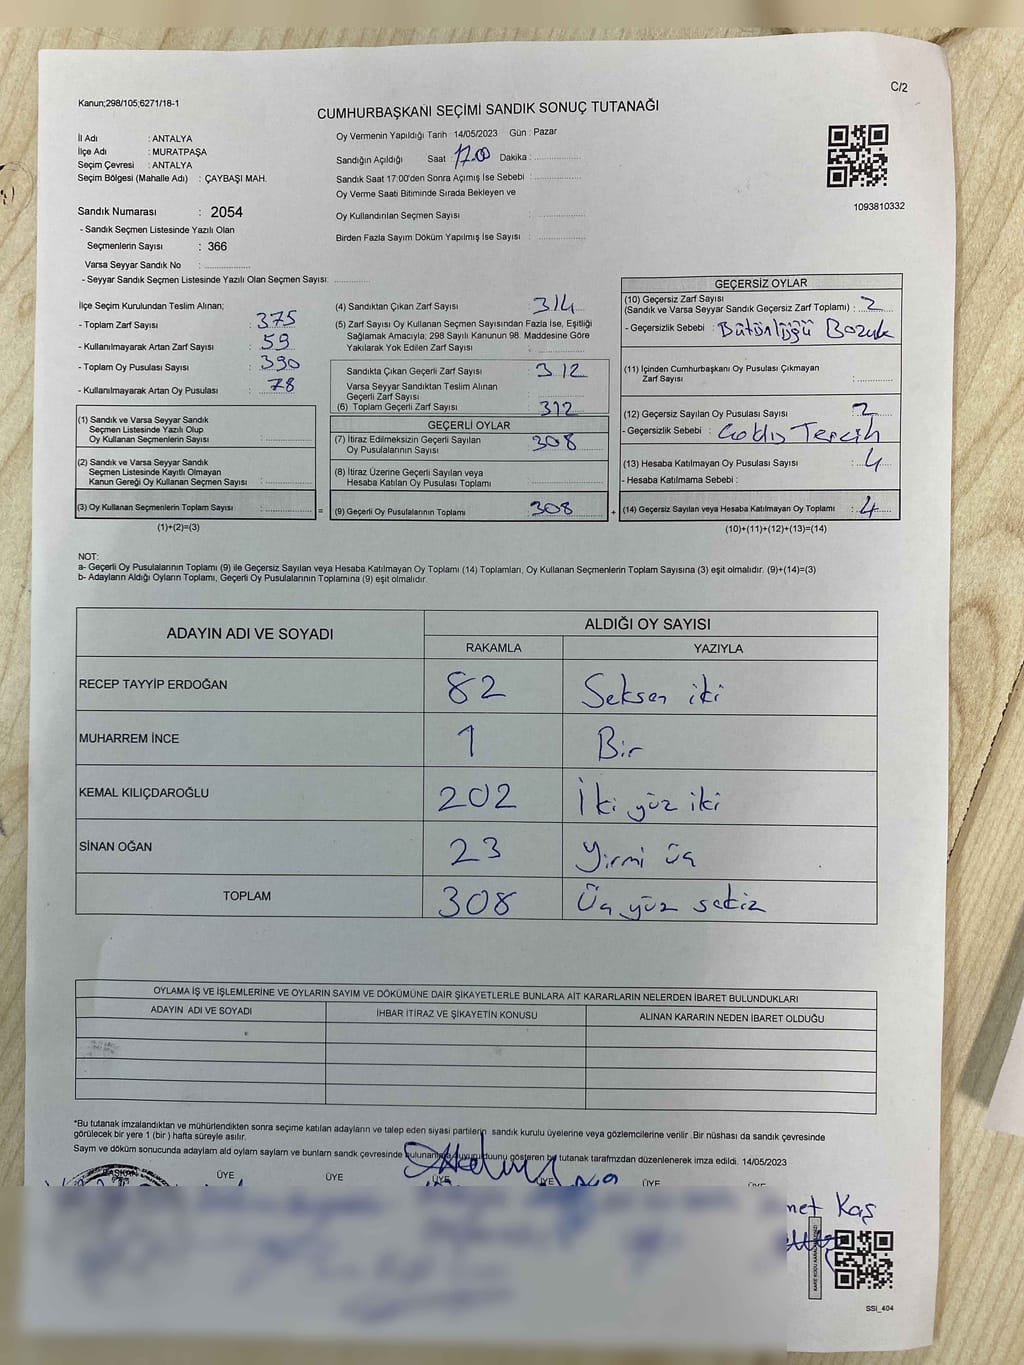 C/2
Kanun;298/105;6271/18-1
CUMHURBAŞKANI SEÇİMİ SANDIK SONUÇ TUTANAĞI
İl Adı : ANTALYA
İlçe Adı : MURATPAŞA
Seçim Çevresi : ANTALYA
Seçim Bölgesi (Mahalle Adı) : ÇAYBAŞI MAH.
Sandık Numarası : 2054
- Sandık Seçmen Listesinde Yazılı Olan
Seçmenlerin Sayısı : 366
Varsa Seyyar Sandık No : ................
- Seyyar Sandık Seçmen Listesinde Yazılı Olan Seçmen Sayısı: ................
Oy Vermenin Yapıldığı Tarih : 14/05/2023 Gün : Pazar
Sandığın Açıldığı Saat : 17.00 Dakika : ................
Sandık Saat 17:00'den Sonra Açımış İse Sebebi : ................
Oy Verme Saati Bitiminde Sırada Bekleyen ve
Oy Kullandırılan Seçmen Sayısı : ................
Birden Fazla Sayım Döküm Yapılmış İse Sayısı : ................
1093810332
İlçe Seçim Kurulundan Teslim Alınan;
- Toplam Zarf Sayısı : 375
- Kullanılmayarak Artan Zarf Sayısı : 59
- Toplam Oy Pusulası Sayısı : 390
- Kullanılmayarak Artan Oy Pusulası : 78
(1) Sandık ve Varsa Seyyar Sandık
Seçmen Listesinde Yazılı Olup
Oy Kullanan Seçmenlerin Sayısı : ................
(2) Sandık ve Varsa Seyyar Sandık
Seçmen Listesinde Kayıtlı Olmayan
Kanun Gereği Oy Kullanan Seçmen Sayısı : ................
(3) Oy Kullanan Seçmenlerin Toplam Sayısı : ................
(1)+(2)=(3)
(4) Sandıktan Çıkan Zarf Sayısı : 314
(5) Zarf Sayısı Oy Kullanan Seçmen Sayısından Fazla İse, Eşitliği
Sağlamak Amacıyla, 298 Sayılı Kanunun 98. Maddesine Göre
Yakılarak Yok Edilen Zarf Sayısı : ................
Sandıkta Çıkan Geçerli Zarf Sayısı : 312
Varsa Seyyar Sandıktan Teslim Alınan
Geçerli Zarf Sayısı : ................
(6) Toplam Geçerli Zarf Sayısı : 312
GEÇERLİ OYLAR
(7) İtiraz Edilmeksizin Geçerli Sayılan
Oy Pusulalarının Sayısı : 308
(8) İtiraz Üzerine Geçerli Sayılan veya
Hesaba Katılan Oy Pusulası Toplamı : ................
= (9) Geçerli Oy Pusulalarının Toplamı : 308 +
GEÇERSİZ OYLAR
(10) Geçersiz Zarf Sayısı
(Sandık ve Varsa Seyyar Sandık Geçersiz Zarf Toplamı) : 2
- Geçersizlik Sebebi : Bütünlüğü Bozuk
(11) İçinden Cumhurbaşkanı Oy Pusulası Çıkmayan
Zarf Sayısı : ................
(12) Geçersiz Sayılan Oy Pusulası Sayısı : 2
- Geçersizlik Sebebi : Tercih
(13) Hesaba Katılmayan Oy Pusulası Sayısı : 4
- Hesaba Katılmama Sebebi :
(14) Geçersiz Sayılan veya Hesaba Katılmayan Oy Toplamı : 4
(10)+(11)+(12)+(13)=(14)
NOT:
a- Geçerli Oy Pusulalarının Toplamı (9) ile Geçersiz Sayılan veya Hesaba Katılmayan Oy Toplamı (14) Toplamları, Oy Kullanan Seçmenlerin Toplam Sayısına (3) eşit olmalıdır. (9)+(14)=(3)
b- Adayların Aldığı Oyların Toplamı, Geçerli Oy Pusulalarının Toplamına (9) eşit olmalıdır.
ADAYIN ADI VE SOYADI ALDIĞI OY SAYISI
RAKAMLA YAZIYLA
RECEP TAYYİP ERDOĞAN 82 Seksen iki
MUHARREM İNCE 1 Bir
KEMAL KILIÇDAROĞLU 202 İki yüz iki
SİNAN OĞAN 23 Yirmi üç
TOPLAM 308 Üç yüz sekiz
OYLAMA İŞ VE İŞLEMLERİNE VE OYLARIN SAYIM VE DÖKÜMÜNE DAİR ŞİKAYETLERLE BUNLARA AİT KARARLARIN NELERDEN İBARET BULUNDUKLARI
ADAYIN ADI VE SOYADI İHBAR İTİRAZ VE ŞİKAYETİN KONUSU ALINAN KARARIN NEDEN İBARET OLDUĞU
*Bu tutanak imzalandıktan ve mühürlendikten sonra seçime katılan adayların ve talep eden siyasi partilerin sandık kurulu üyelerine veya gözlemcilerine verilir .Bir nüshası da sandık çevresinde
görülecek bir yere 1 (bir ) hafta süreyle asılır.
Sayım ve döküm sonucunda adayların aldığı oyların sayıları ve bunların sandık çevresinde bulunanlara duyurulduğunu gösteren bu tutanak tarafımızdan düzenlenerek imza edildi. 14/05/2023
BAŞKAN ÜYE ÜYE ÜYE ÜYE ÜYE ÜYE
Kaş
SSİ_404